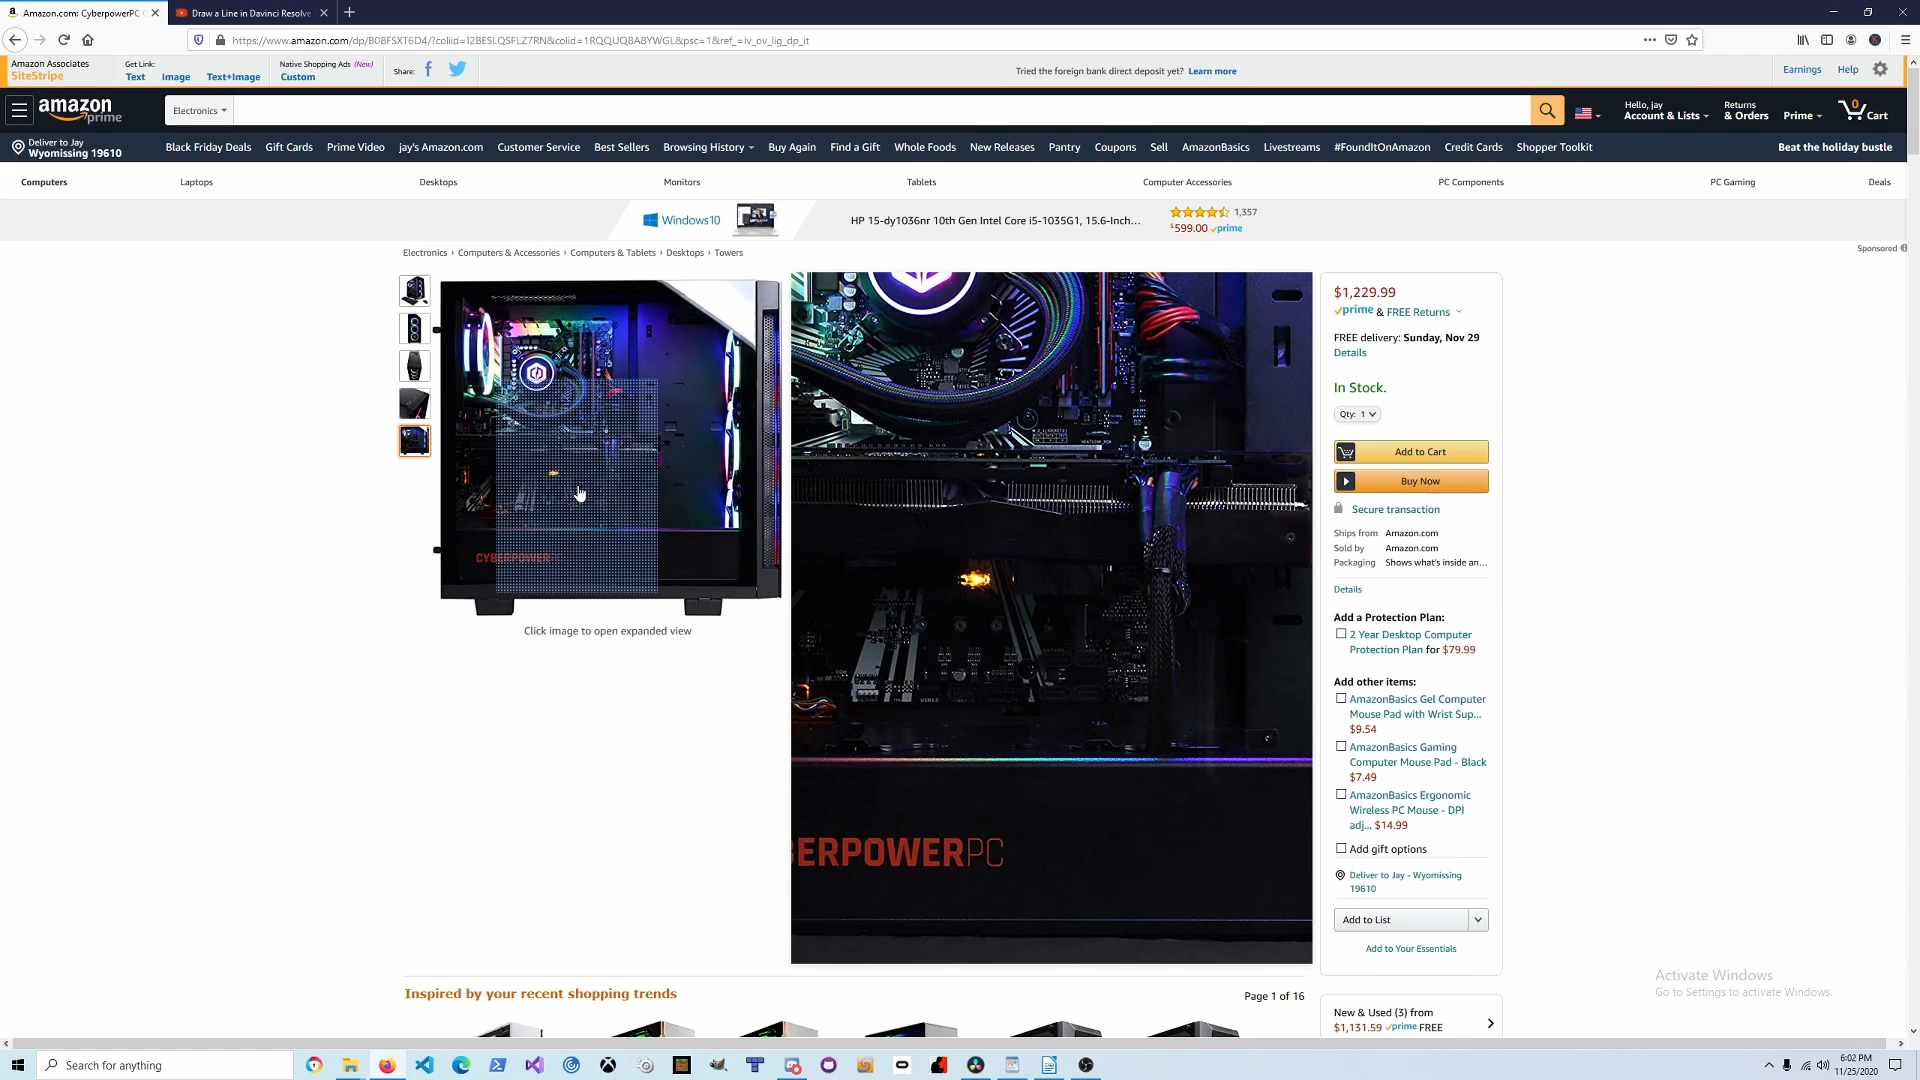 Amazon.com: CyberpowerPC
Draw a Line in Davinci Resolve
https://www.amazon.com/dp/B08FSXT6D4/?coliid=I2BESLQSFLZ7RN&colid=1RQQUQ8A8YWGL&psc=1&ref_=lv_ov_lig_dp_it
Amazon Associates
SiteStripe
Get Link:
Text Image Text+Image
Native Shopping Ads (New)
Custom
Share:
Tried the foreign bank direct deposit yet? Learn more
Earnings Help
amazon
prime
Electronics
Hello, jay
Account & Lists
Returns
& Orders
Prime
0
Cart
Deliver to Jay
Wyomissing 19610
Black Friday Deals Gift Cards Prime Video jay's Amazon.com Customer Service Best Sellers Browsing History Buy Again Find a Gift Whole Foods New Releases Pantry Coupons Sell AmazonBasics Livestreams #FoundItOnAmazon Credit Cards Shopper Toolkit Beat the holiday bustle
Computers Laptops Desktops Monitors Tablets Computer Accessories PC Components PC Gaming Deals
Windows10
HP 15-dy1036nr 10th Gen Intel Core i5-1035G1, 15.6-Inch...
1,357
$599.00 prime
Sponsored
Electronics › Computers & Accessories › Computers & Tablets › Desktops › Towers
CYBERPOWER
Click image to open expanded view
BERPOWERPC
$1,229.99
prime & FREE Returns
FREE delivery: Sunday, Nov 29
Details
In Stock.
Qty: 1
Add to Cart
Buy Now
Secure transaction
Ships from Amazon.com
Sold by Amazon.com
Packaging Shows what's inside an...
Details
Add a Protection Plan:
2 Year Desktop Computer
Protection Plan for $79.99
Add other items:
AmazonBasics Gel Computer
Mouse Pad with Wrist Sup...
$9.54
AmazonBasics Gaming
Computer Mouse Pad - Black
$7.49
AmazonBasics Ergonomic
Wireless PC Mouse - DPI
adj... $14.99
Add gift options
Deliver to Jay - Wyomissing
19610
Add to List
Add to Your Essentials
Inspired by your recent shopping trends
Page 1 of 16
New & Used (3) from
$1,131.59 prime FREE
Activate Windows
Go to Settings to activate Windows.
Search for anything
6:02 PM
11/25/2020